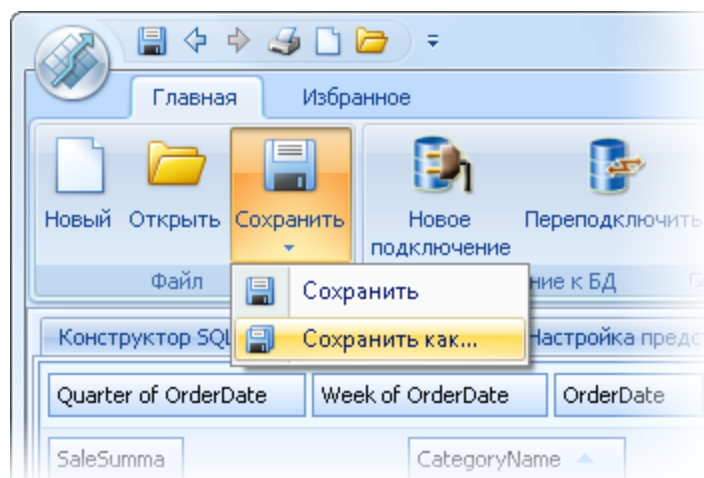 Главная Избранное
Новый Открыть Сохранить Новое подключение Переподключить
Файл ние к БД
Сохранить
Сохранить как...
Конструктор SQL Настройка предс
Quarter of OrderDate Week of OrderDate OrderDate
SaleSumma CategoryName